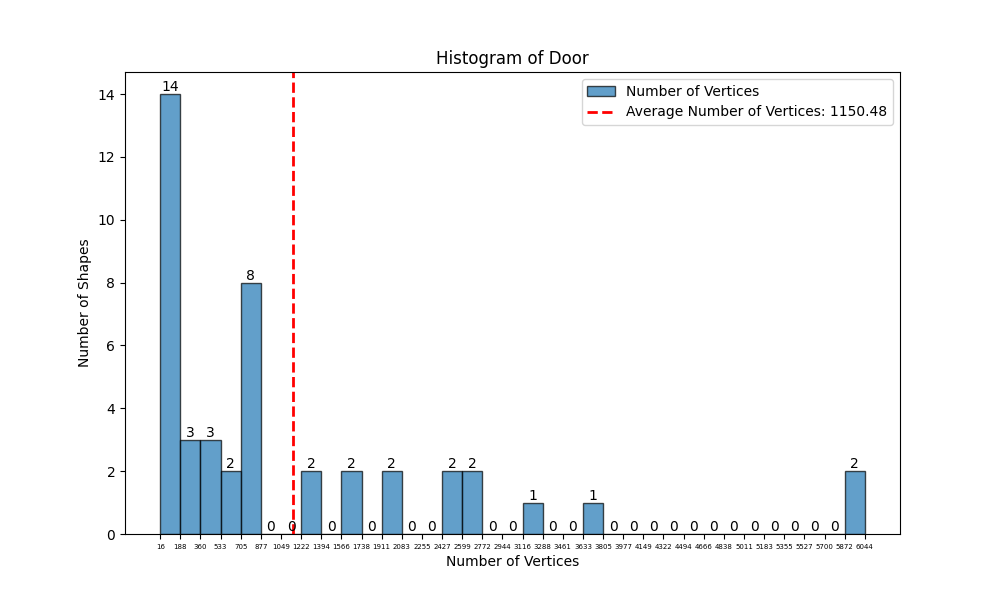 Histogram of Door
Number of Vertices
Average Number of Vertices: 1150.48
Number of Shapes
14
12
10
8
6
4
2
0
14 3 3 2 8 0 0 2 0 2 0 2 0 0 2 2 0 0 1 0 0 1 0 0 0 0 0 0 0 0 0 0 0 0 2
16 188 360 533 705 877 1049 1222 1394 1566 1738 1911 2083 2255 2427 2599 2772 2944 3116 3288 3461 3633 3805 3977 4149 4322 4494 4666 4838 5011 5183 5355 5527 5700 5872 6044
Number of Vertices